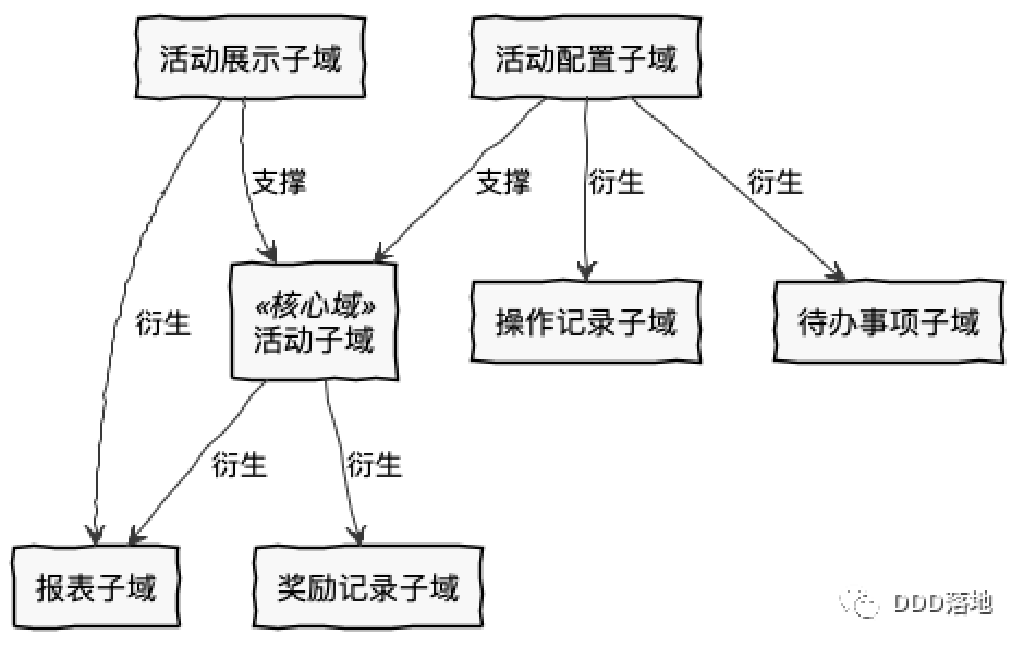 活动展示子域
活动配置子域
支撑
支撑
衍生
衍生
«核心域»
活动子域
衍生
操作记录子域
待办事项子域
衍生
衍生
报表子域
奖励记录子域
DDD落地